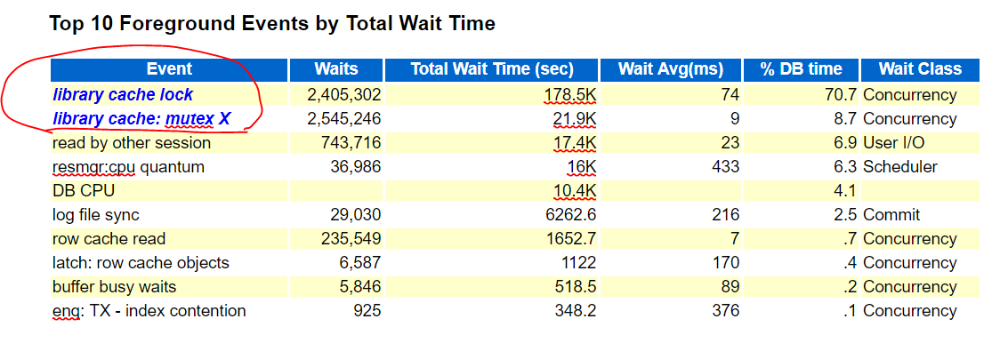 Top 10 Foreground Events by Total Wait Time
Event Waits Total Wait Time (sec) Wait Avg(ms) % DB time Wait Class
library cache lock 2,405,302 178.5K 74 70.7 Concurrency
library cache: mutex X 2,545,246 21.9K 9 8.7 Concurrency
read by other session 743,716 17.4K 23 6.9 User I/O
resmgr:cpu quantum 36,986 16K 433 6.3 Scheduler
DB CPU 10.4K 4.1
log file sync 29,030 6262.6 216 2.5 Commit
row cache read 235,549 1652.7 7 .7 Concurrency
latch: row cache objects 6,587 1122 170 .4 Concurrency
buffer busy waits 5,846 518.5 89 .2 Concurrency
enq: TX - index contention 925 348.2 376 .1 Concurrency